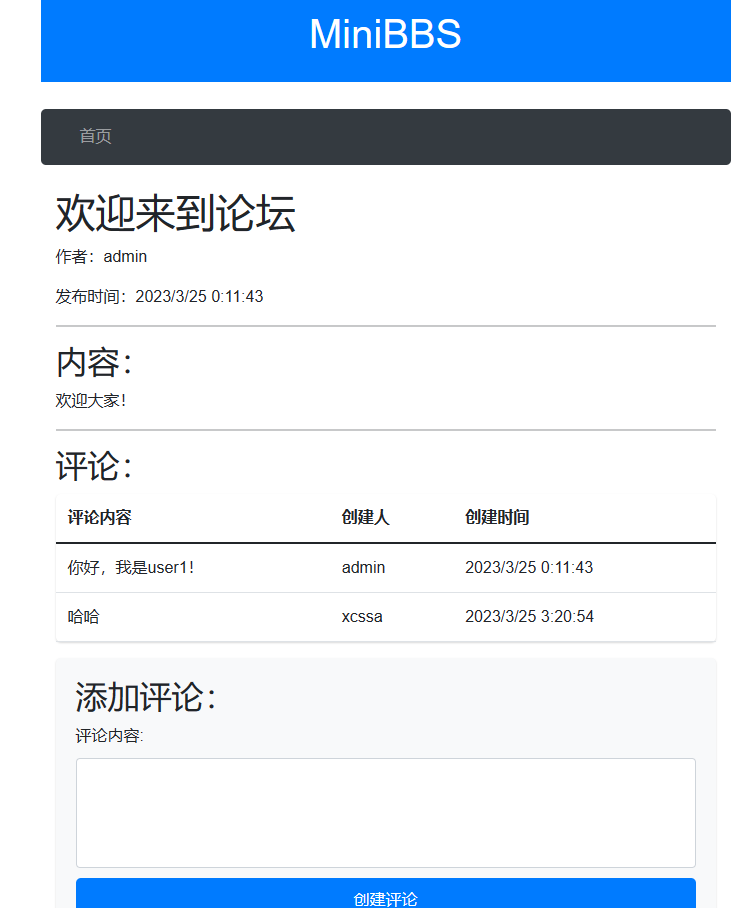 MiniBBS
首页
欢迎来到论坛
作者：admin
发布时间：2023/3/25 0:11:43
内容：
欢迎大家！
评论：
评论内容 创建人 创建时间
你好，我是user1！ admin 2023/3/25 0:11:43
哈哈 xcssa 2023/3/25 3:20:54
添加评论：
评论内容:
创建评论